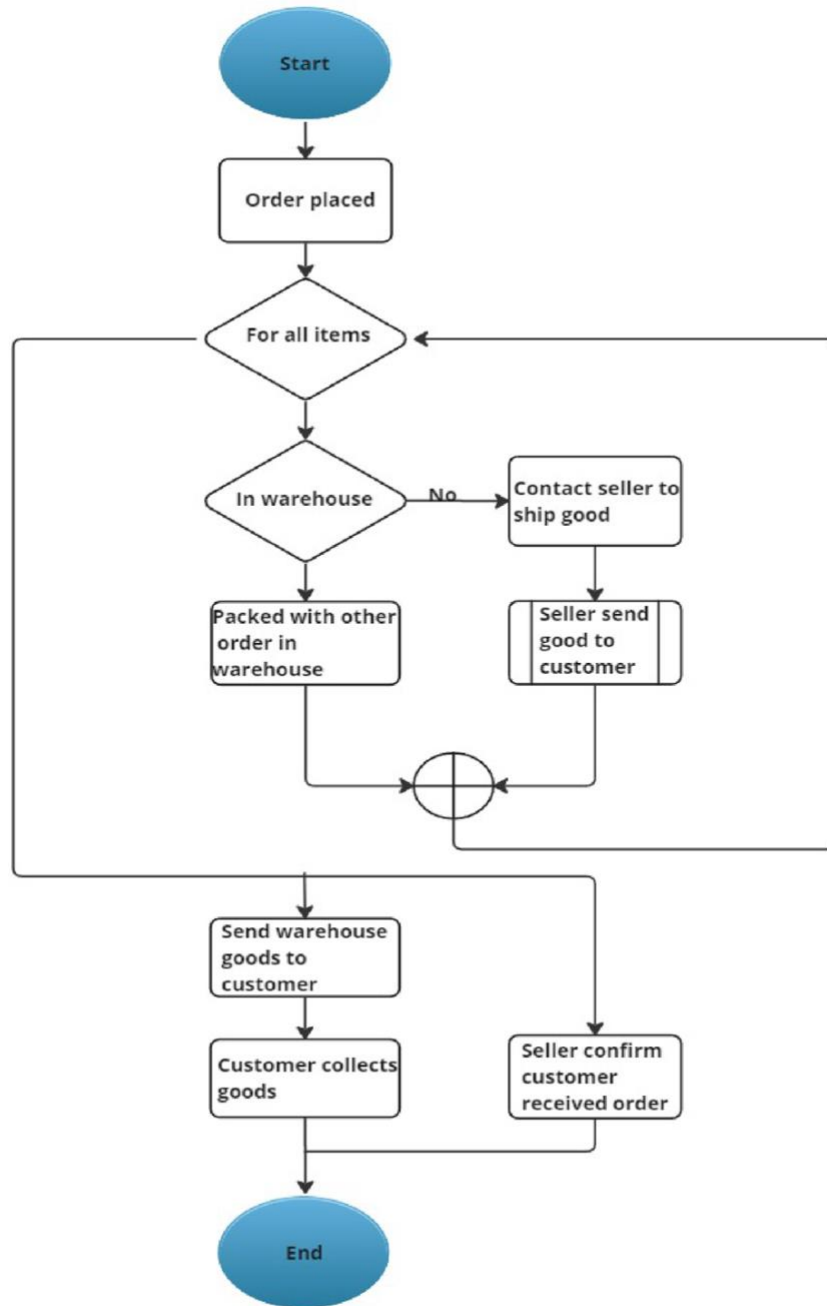 Start
Order placed
For all items
In warehouse
No
Contact seller to
ship good
Packed with other
order in
warehouse
Seller send
good to
customer
Send warehouse
goods to
customer
Customer collects
goods
Seller confirm
customer
received order
End